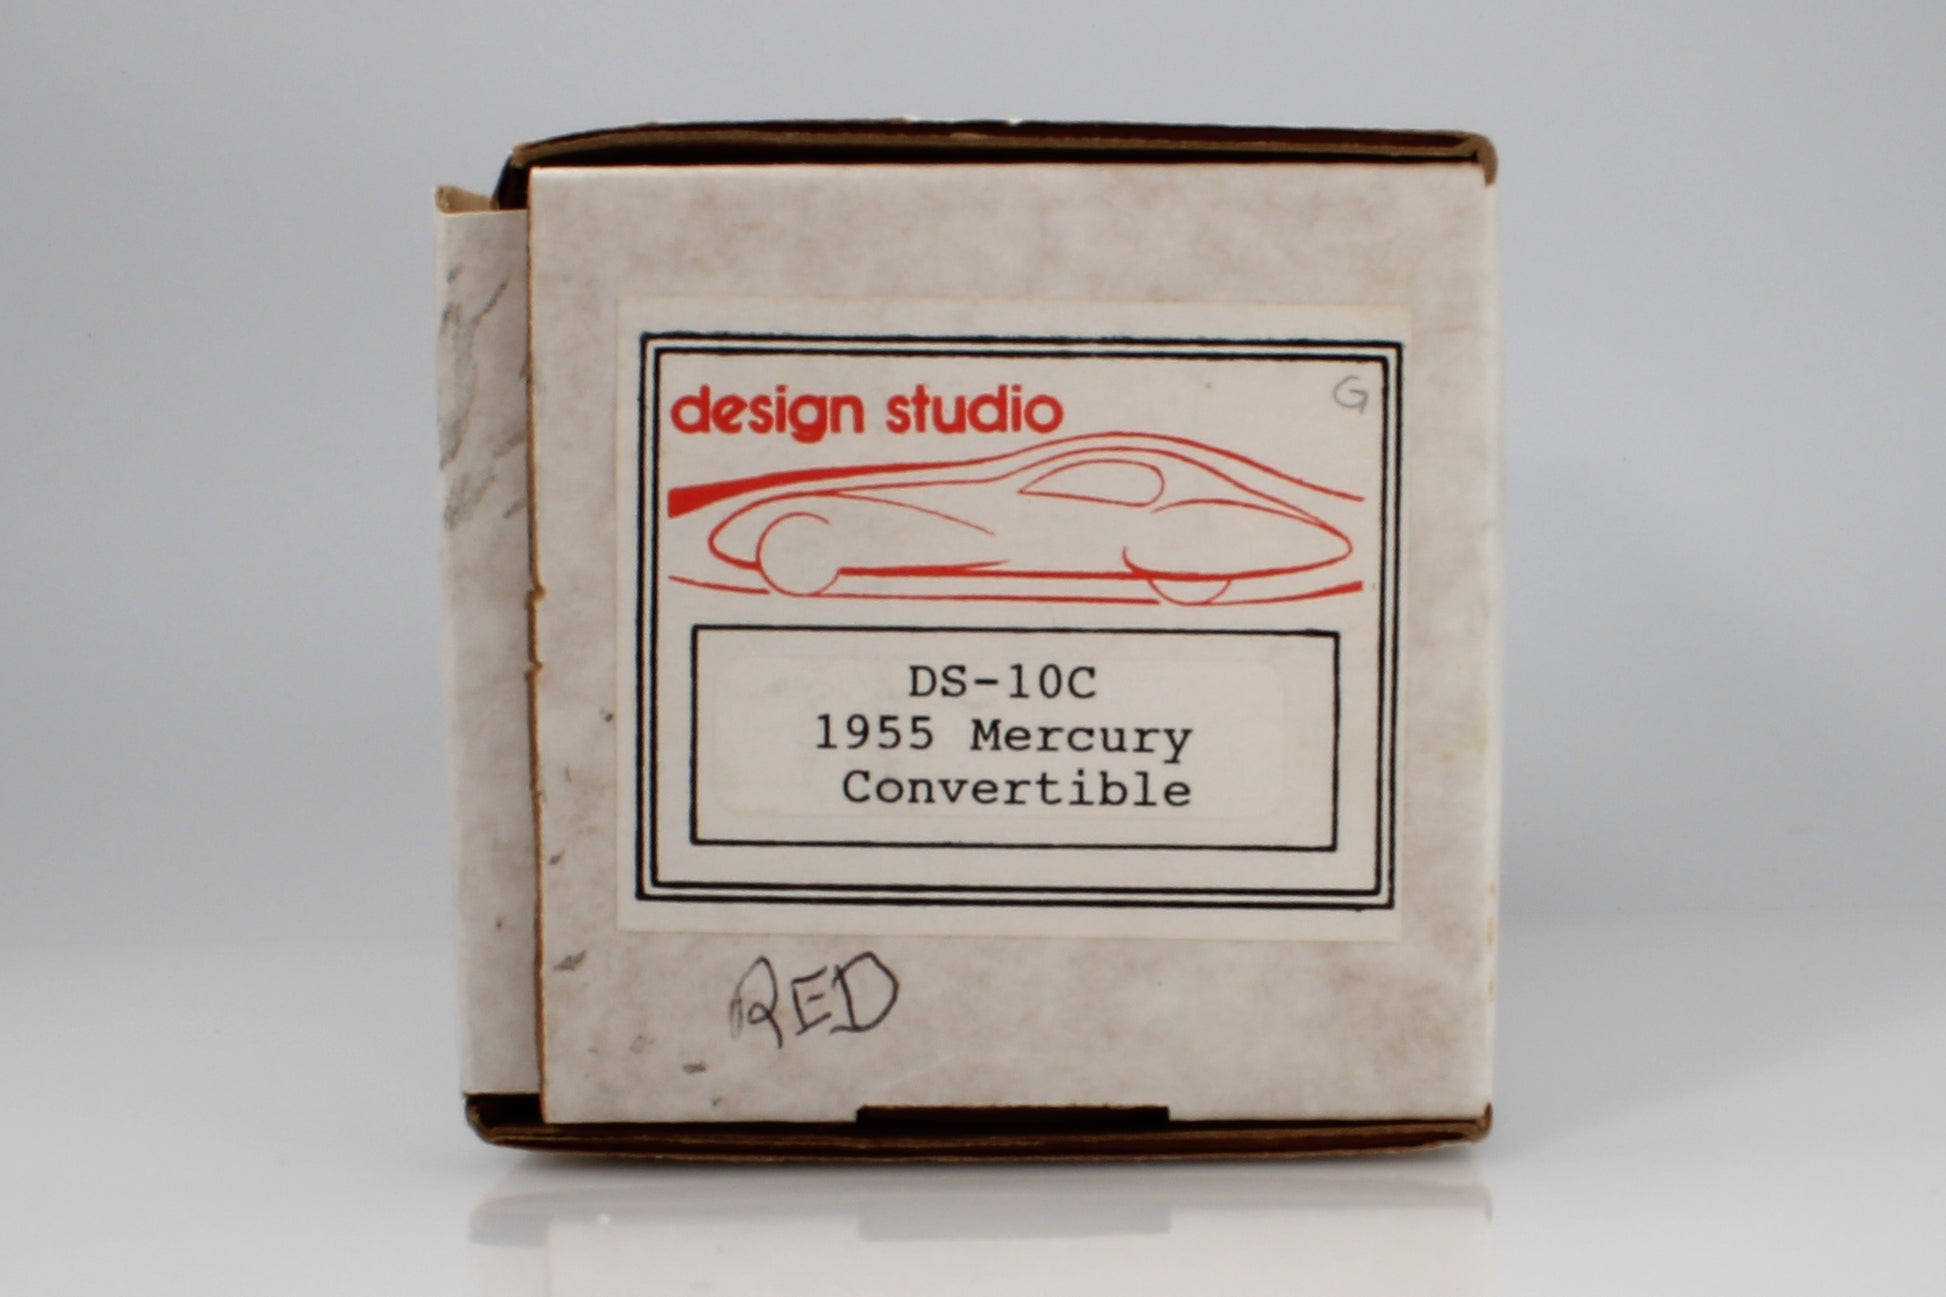 design studio
G
DS-10C
1955 Mercury
Convertible
RED